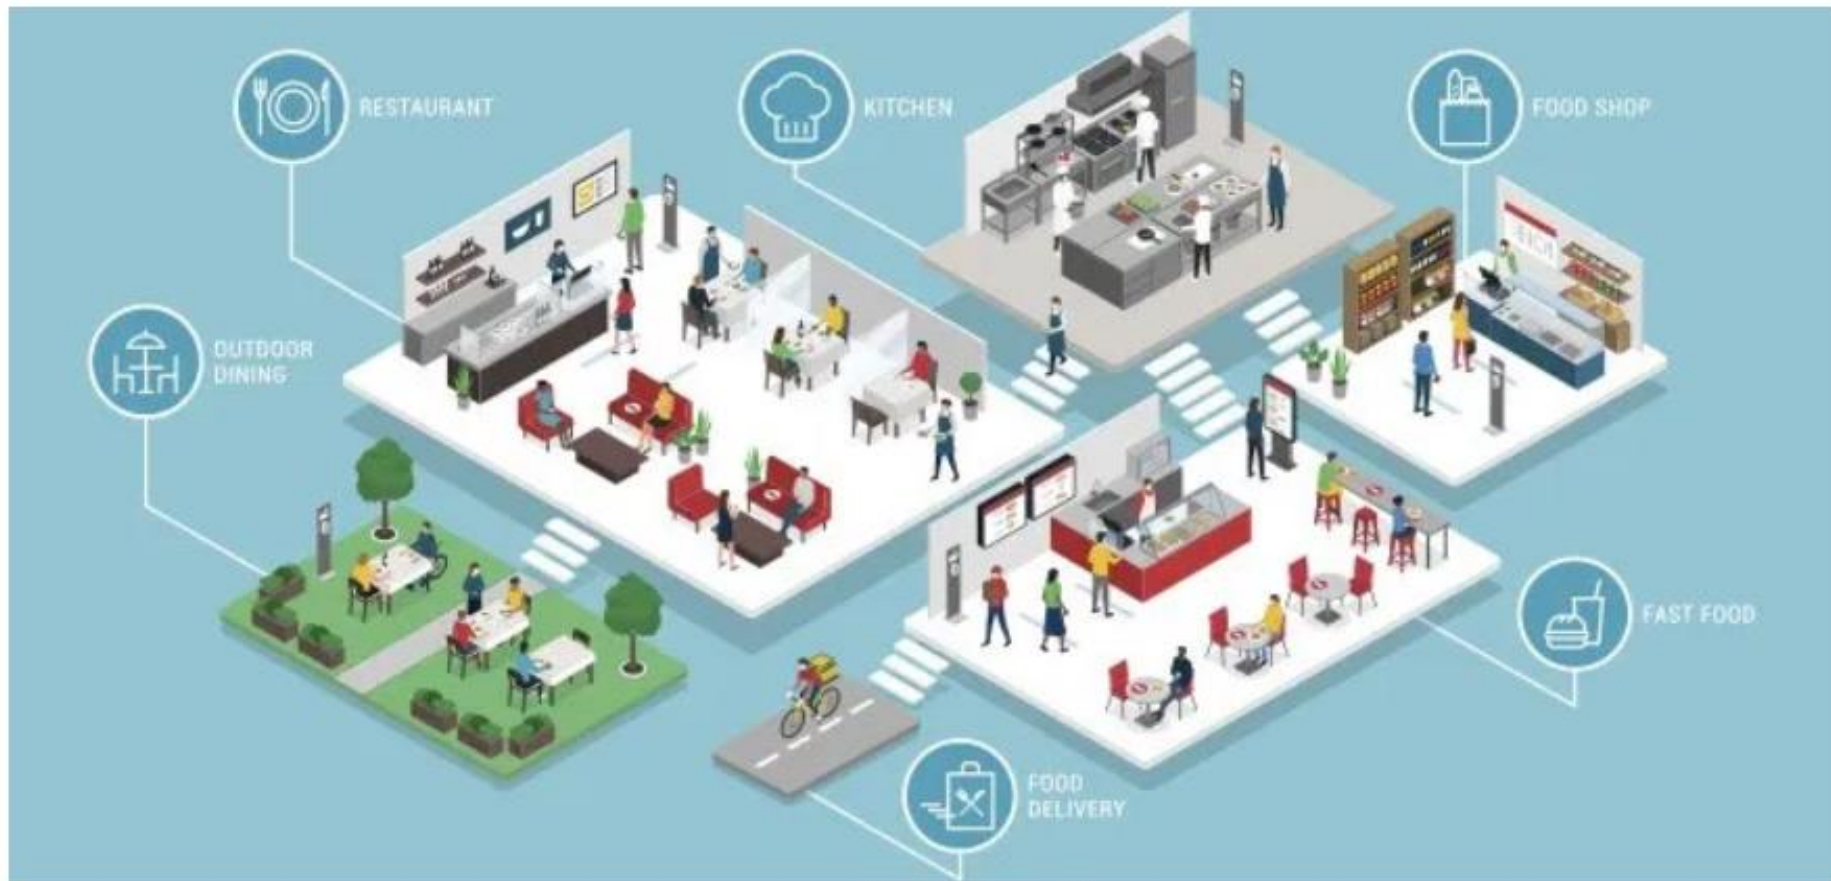 RESTAURANT
KITCHEN
FOOD SHOP
OUTDOOR
DINING
FAST FOOD
FOOD
DELIVERY